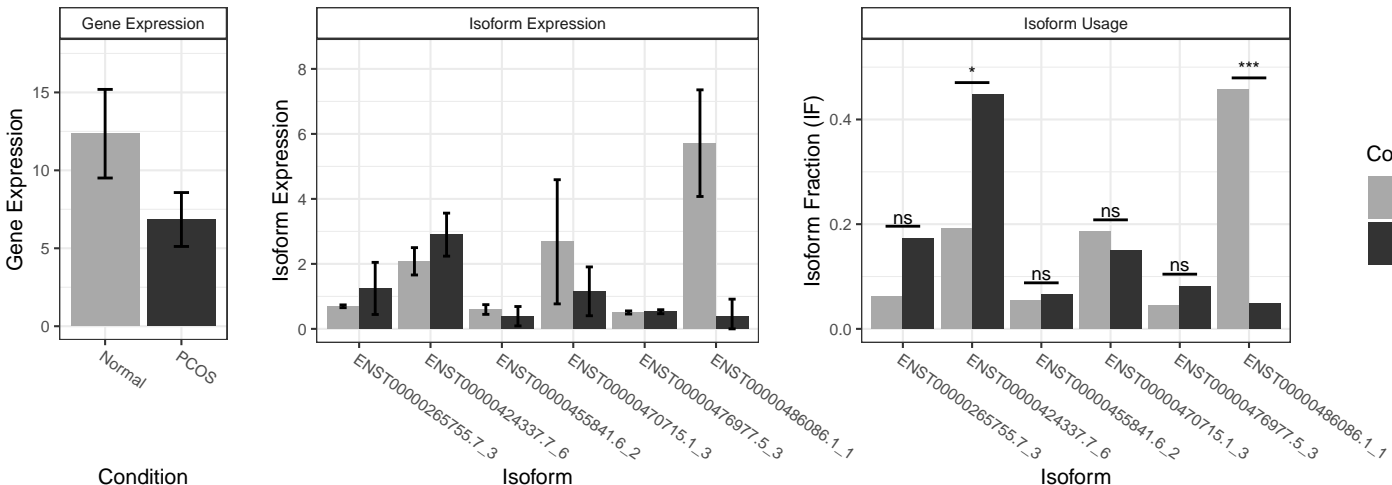 Gene Expression
Isoform Expression
Isoform Usage
Gene Expression
15
10
5
0
Normal
PCOS
Condition
Isoform Expression
8
6
4
2
0
ENST00000265755.7_3
ENST00000424337.7_6
ENST00000455841.6_2
ENST00000470715.1_3
ENST00000476977.5_3
ENST00000486086.1_1
Isoform
Isoform Fraction (IF)
0.4
0.2
0.0
ns
*
ns
ns
ns
***
ENST00000265755.7_3
ENST00000424337.7_6
ENST00000455841.6_2
ENST00000470715.1_3
ENST00000476977.5_3
ENST00000486086.1_1
Isoform
Co